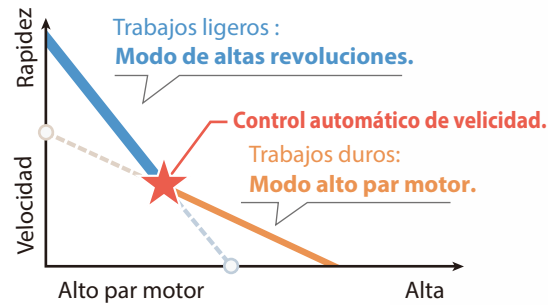 Rapidez
Velocidad
Trabajos ligeros :
Modo de altas revoluciones.
Control automático de velicidad.
Trabajos duros:
Modo alto par motor.
Alto par motor
Alta